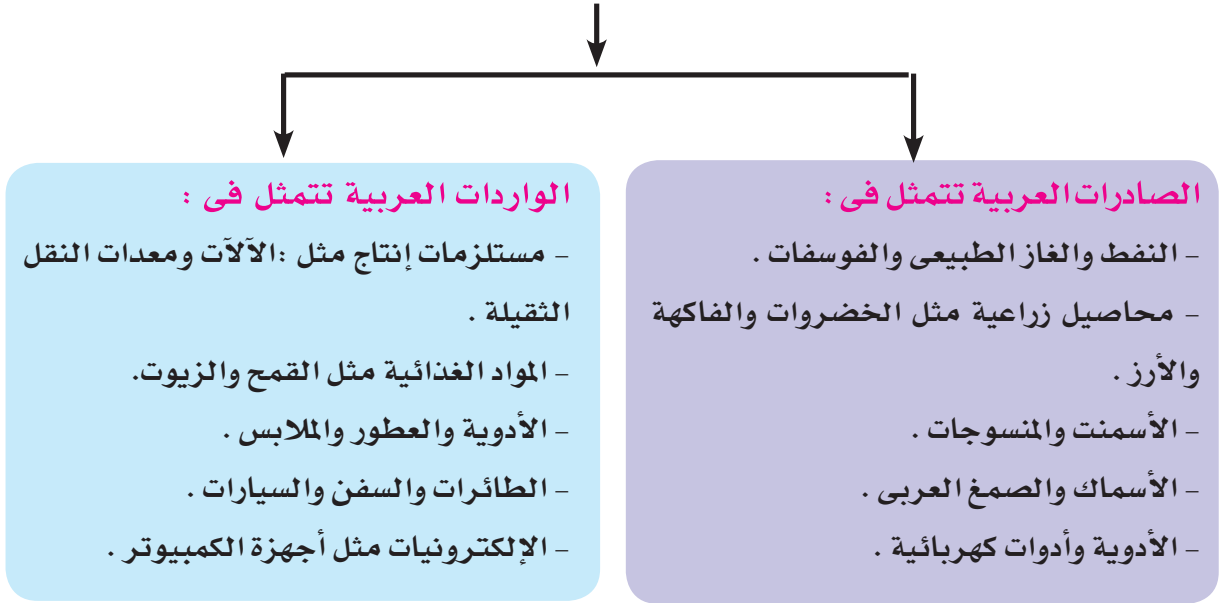 الصادرات العربية تتمثل فى :
– النفط والغاز الطبيعى والفوسفات .
– محاصيل زراعية مثل الخضروات والفاكهة
والأرز .
– الأسمنت والمنسوجات .
– الأسماك والصمغ العربى .
– الأدوية وأدوات كهربائية .
الواردات العربية تتمثل فى :
– مستلزمات إنتاج مثل :الآلآت ومعدات النقل
الثقيلة .
– المواد الغذائية مثل القمح والزيوت.
– الأدوية والعطور والملابس .
– الطائرات والسفن والسيارات .
– الإلكترونيات مثل أجهزة الكمبيوتر .